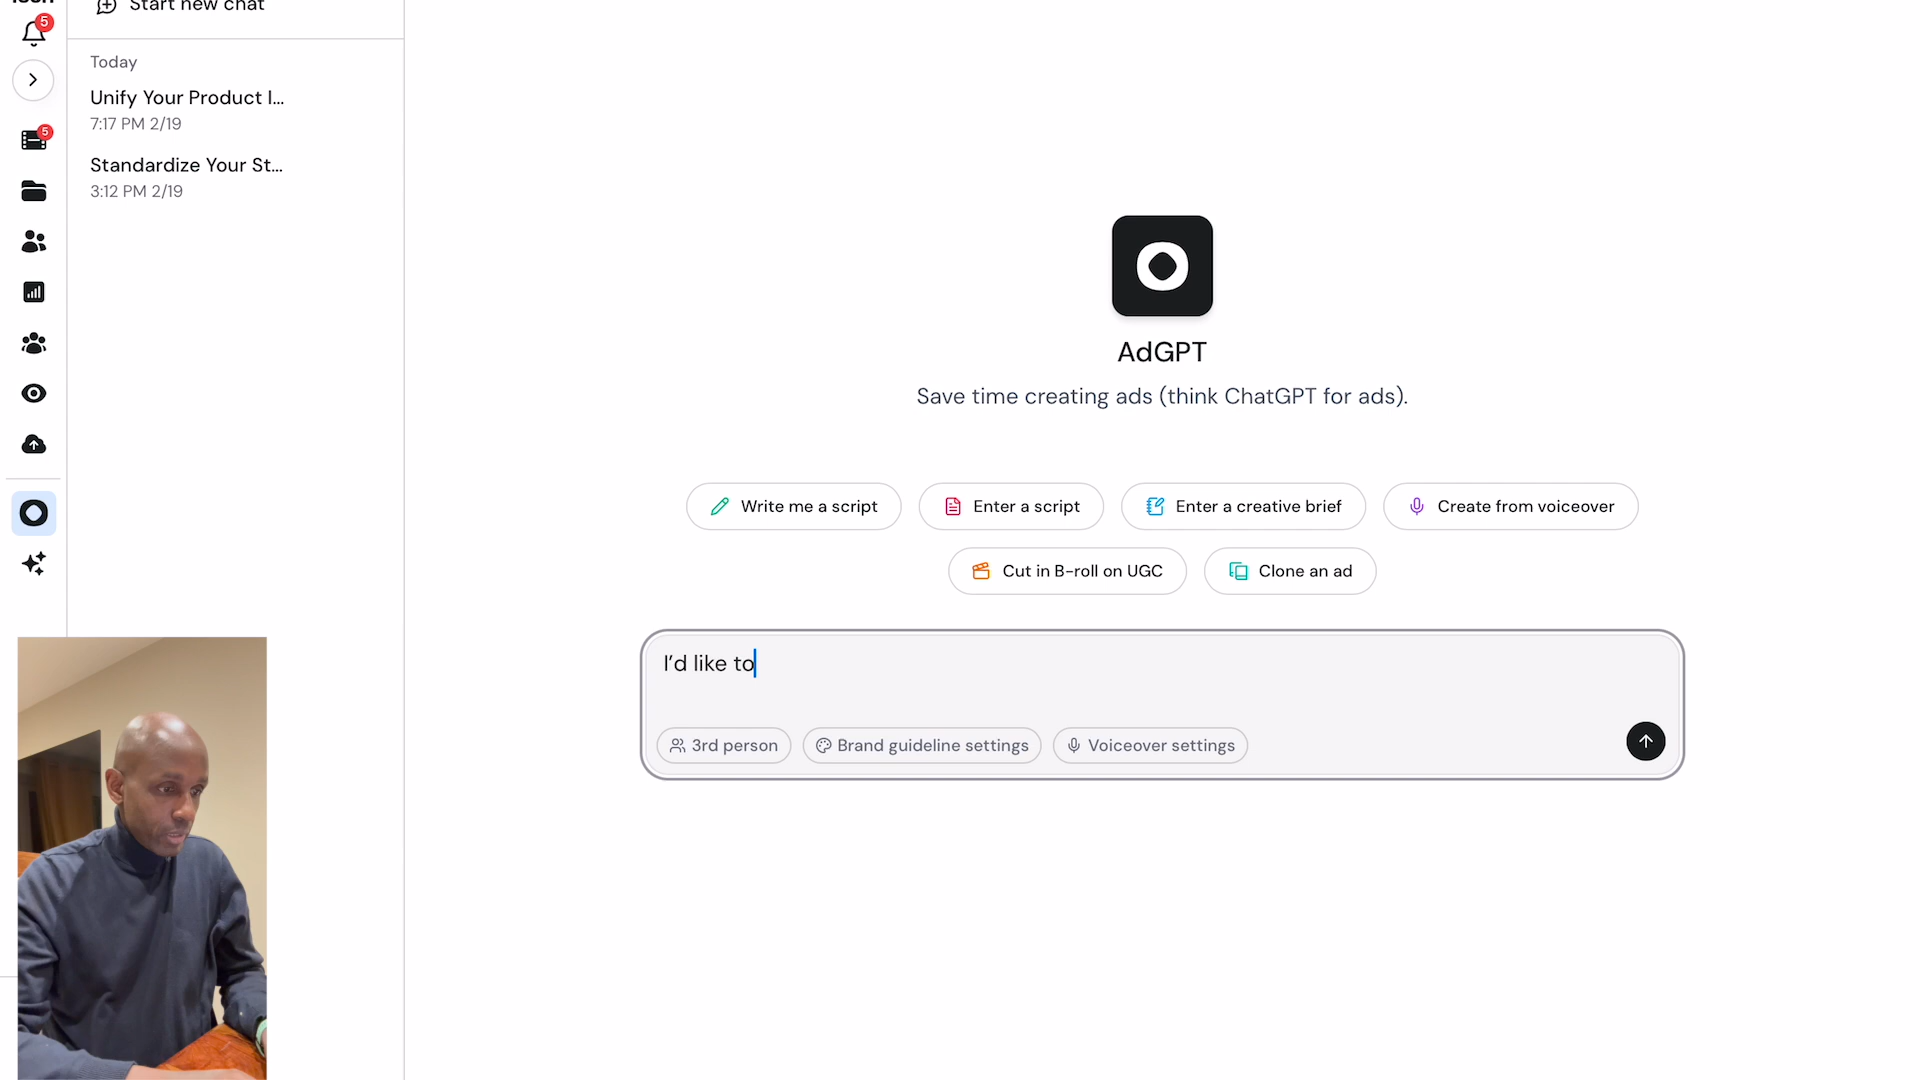 5
Start new chat
Today
Unify Your Product I...
7:17 PM 2/19
5
Standardize Your St...
3:12 PM 2/19
AdGPT
Save time creating ads (think ChatGPT for ads).
Write me a script
Enter a script
Enter a creative brief
Create from voiceover
Cut in B-roll on UGC
Clone an ad
I'd like to
3rd person
Brand guideline settings
Voiceover settings